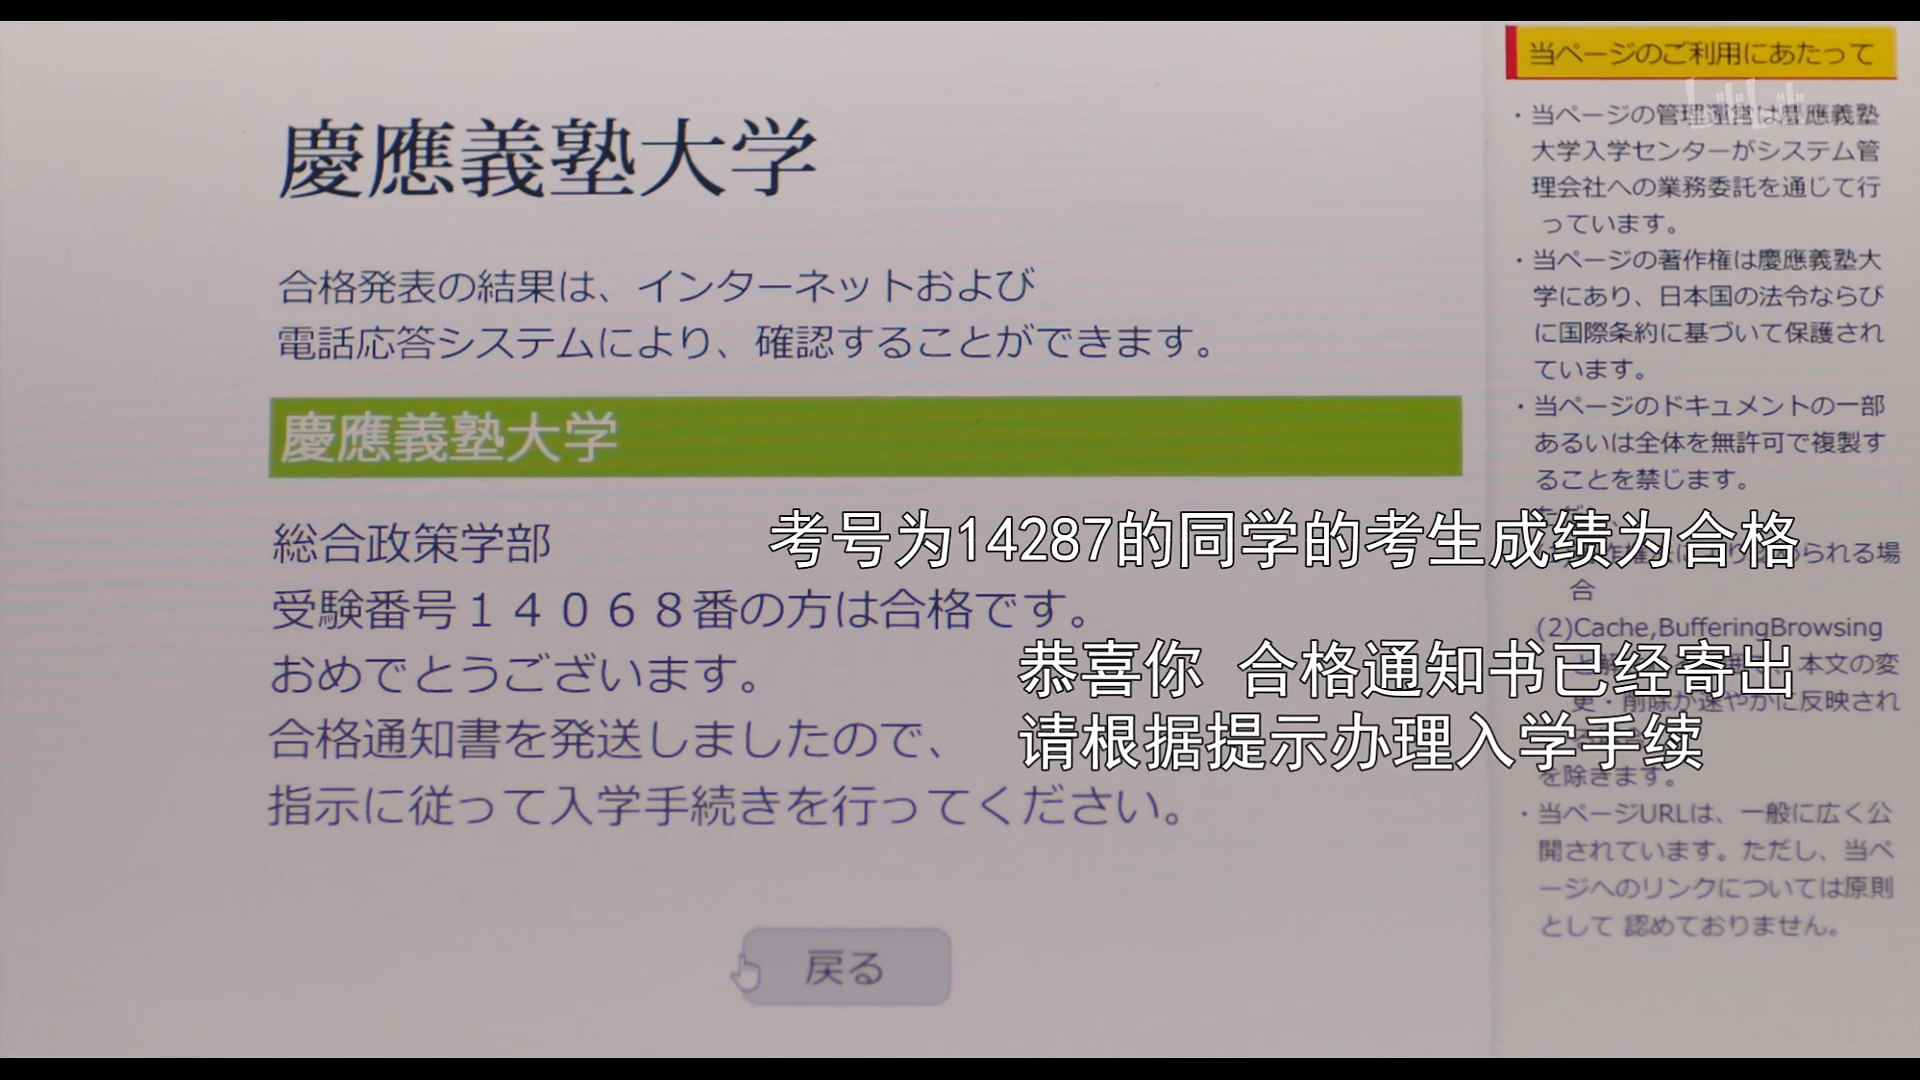 慶應義塾大学
合格発表の結果は、インターネットおよび
電話応答システムにより、確認することができます。
慶應義塾大学
総合政策学部
受験番号１４０６８番の方は合格です。
おめでとうございます。
合格通知書を発送しましたので、
指示に従って入学手続きを行ってください。
戻る
考号为14287的同学的考生成绩为合格
恭喜你 合格通知书已经寄出
请根据提示办理入学手续
当ページのご利用にあたって
・当ページの管理運営は慶應義塾
大学入学センターがシステム管
理会社への業務委託を通じて行
っています。
・当ページの著作権は慶應義塾大
学にあり、日本国の法令ならび
に国際条約に基づいて保護され
ています。
・当ページのドキュメントの一部
あるいは全体を無許可で複製す
ることを禁じます。
られる場
合
(2)Cache,BufferingBrowsing
本文の変
更・削除が速やかに反映され
を除きます。
・当ページURLは、一般に広く公
開されています。ただし、当ペ
ージへのリンクについては原則
として 認めておりません。